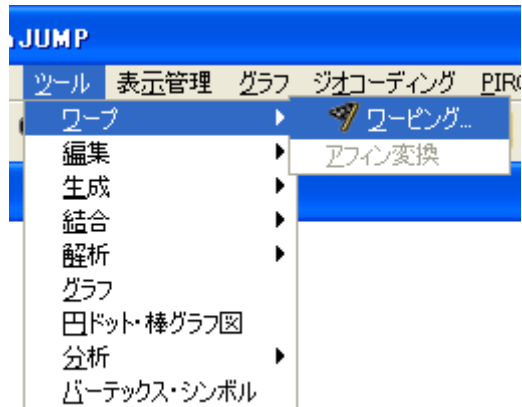 JUMP
ツール 表示管理 グラフ ジオコーディング PIR
ワープ
ワーピング...
編集
アフィン変換
生成
結合
解析
グラフ
円ドット・棒グラフ図
分析
バーテックス・シンボル